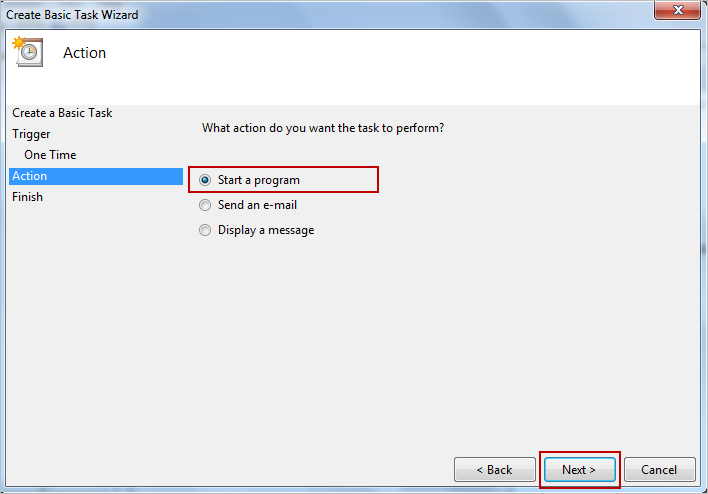 Create Basic Task Wizard
Action
Create a Basic Task
Trigger
One Time
Action
Finish
What action do you want the task to perform?
Start a program
Send an e-mail
Display a message
< Back
Next >
Cancel